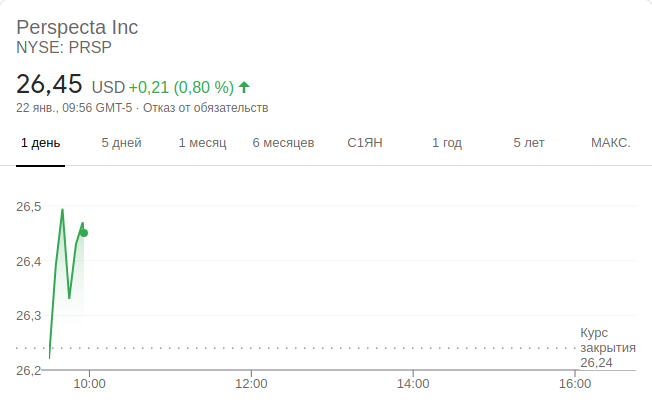 Perspecta Inc
NYSE: PRSP
26,45 USD +0,21 (0,80 %)
22 янв., 09:56 GMT-5 · Отказ от обязательств
1 день 5 дней 1 месяц 6 месяцев С1ЯН 1 год 5 лет МАКС.
26,5
26,4
26,3
Курс
закрытия
26,24
26,2
10:00 12:00 14:00 16:00